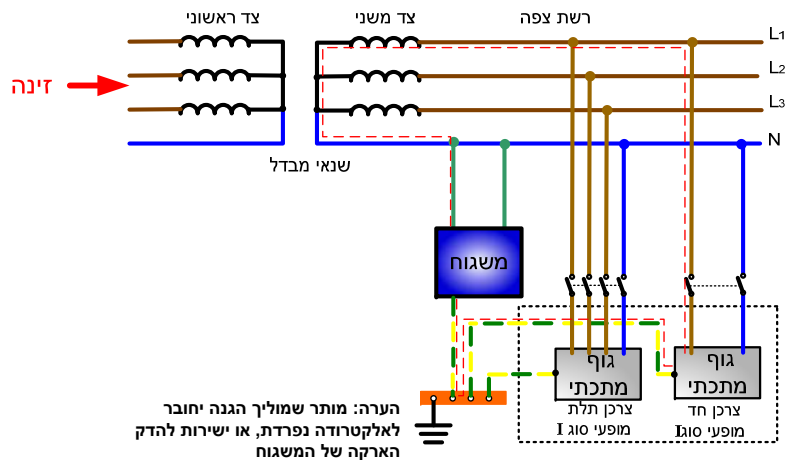 צד ראשוני
צד משני
רשת צפה
L1
L2
L3
N
זינה
שנאי מבדל
משגוח
גוף
מתכתי
גוף
מתכתי
צרכן תלת
מופעי סוג I
צרכן חד
מופעי סוגI
הערה: מותר שמוליך הגנה יחובר
לאלקטרודה נפרדת, או ישירות להדק
הארקה של המשגוח